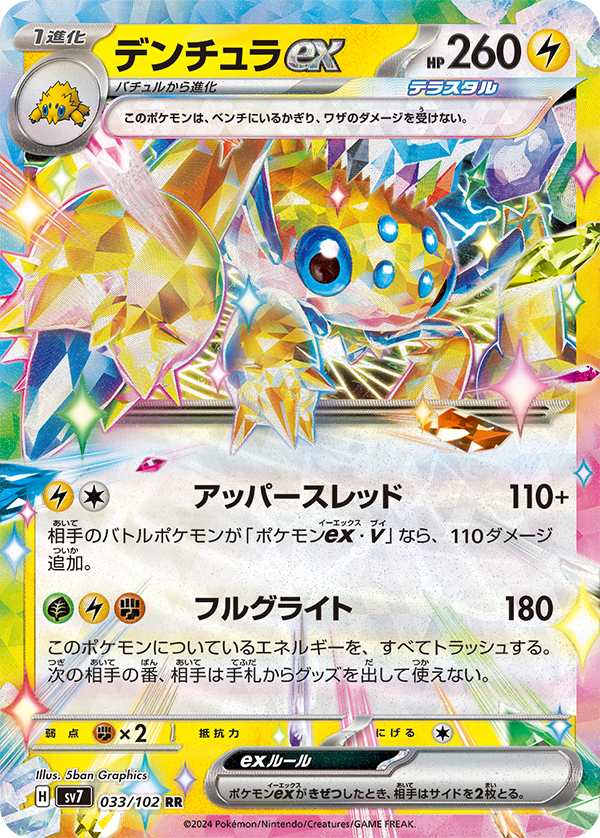 1進化
デンチュラex
HP260
バチュルから進化
テラスタル
このポケモンは、ベンチにいるかぎり、ワザのダメージを受けない。
アッパースレッド 110+
相手のバトルポケモンが「ポケモンex・V」なら、110ダメージ
追加。
フルグライト 180
このポケモンについているエネルギーを、すべてトラッシュする。
次の相手の番、相手は手札からグッズを出して使えない。
弱点 ×2 抵抗力 にげる
exルール
ポケモンexがきぜつしたとき、相手はサイドを2枚とる。
Illus. 5ban Graphics
H sv7 033/102 RR
©2024 Pokémon/Nintendo/Creatures/GAME FREAK.